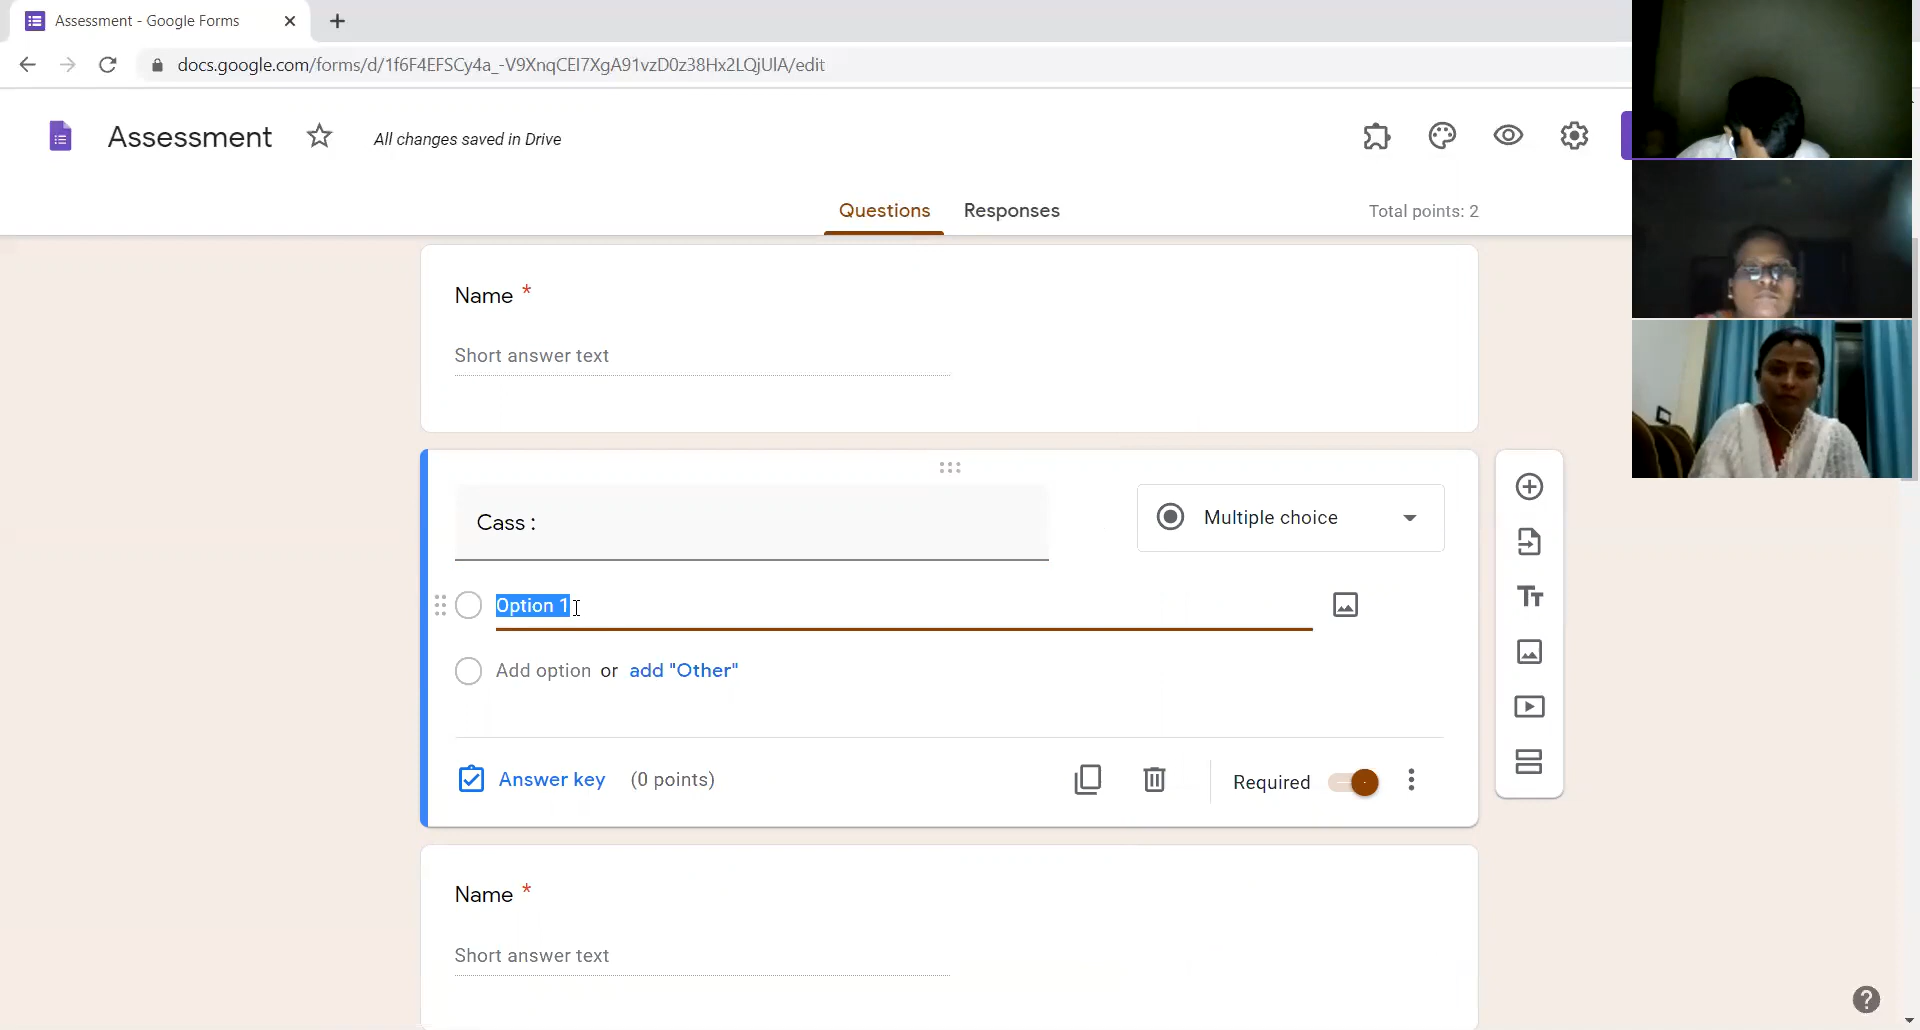 Assessment - Google Forms
docs.google.com/forms/d/1f6F4EFSCy4a_-V9XnqCEI7XgA91vzD0z38Hx2LQjUlA/edit
Assessment
All changes saved in Drive
Questions
Responses
Total points: 2
Name *
Short answer text
Cass :
Multiple choice
Option 1
Add option or add "Other"
Answer key (0 points)
Required
Name *
Short answer text